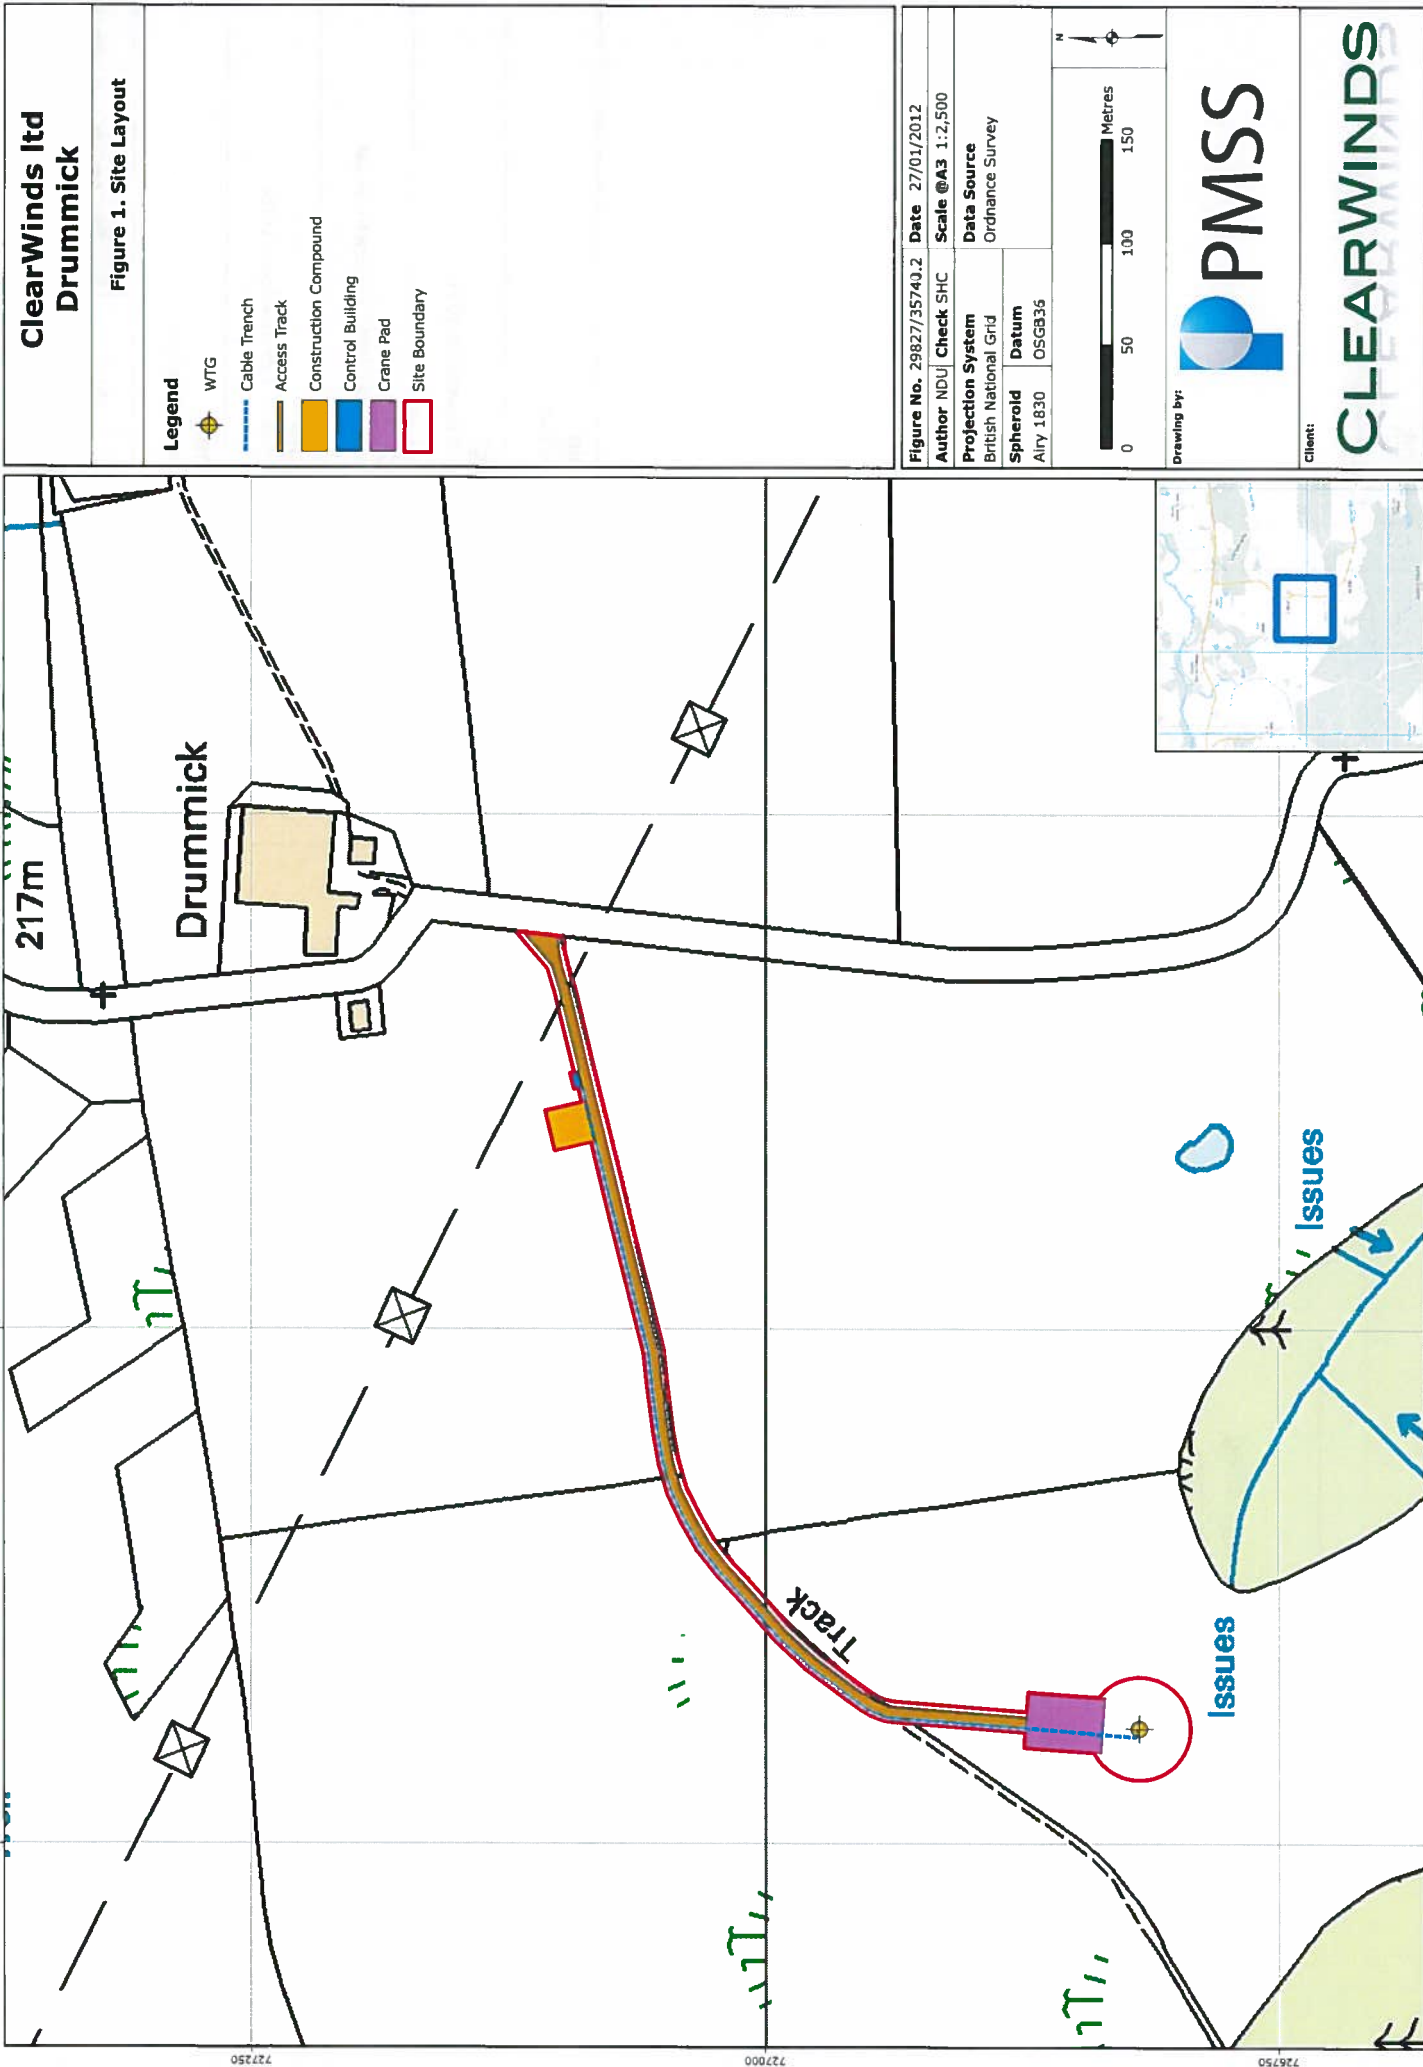 ClearWinds ltd
Drummick
Figure 1. Site Layout
Legend
WTG
Cable Trench
Access Track
Construction Compound
Control Building
Crane Pad
Site Boundary
Figure No. 29827/35740.2 Date 27/01/2012
Author NDU Check SHC Scale @A3 1:2,500
Projection System
British National Grid
Data Source
Ordnance Survey
Spheroid
Airy 1830
Datum
OSGB36
N
Metres
0 50 100 150
Drawing by:
PMSS
Client:
CLEARWINDS
217m
Drummick
Track
Issues
Issues
727250
727000
726750